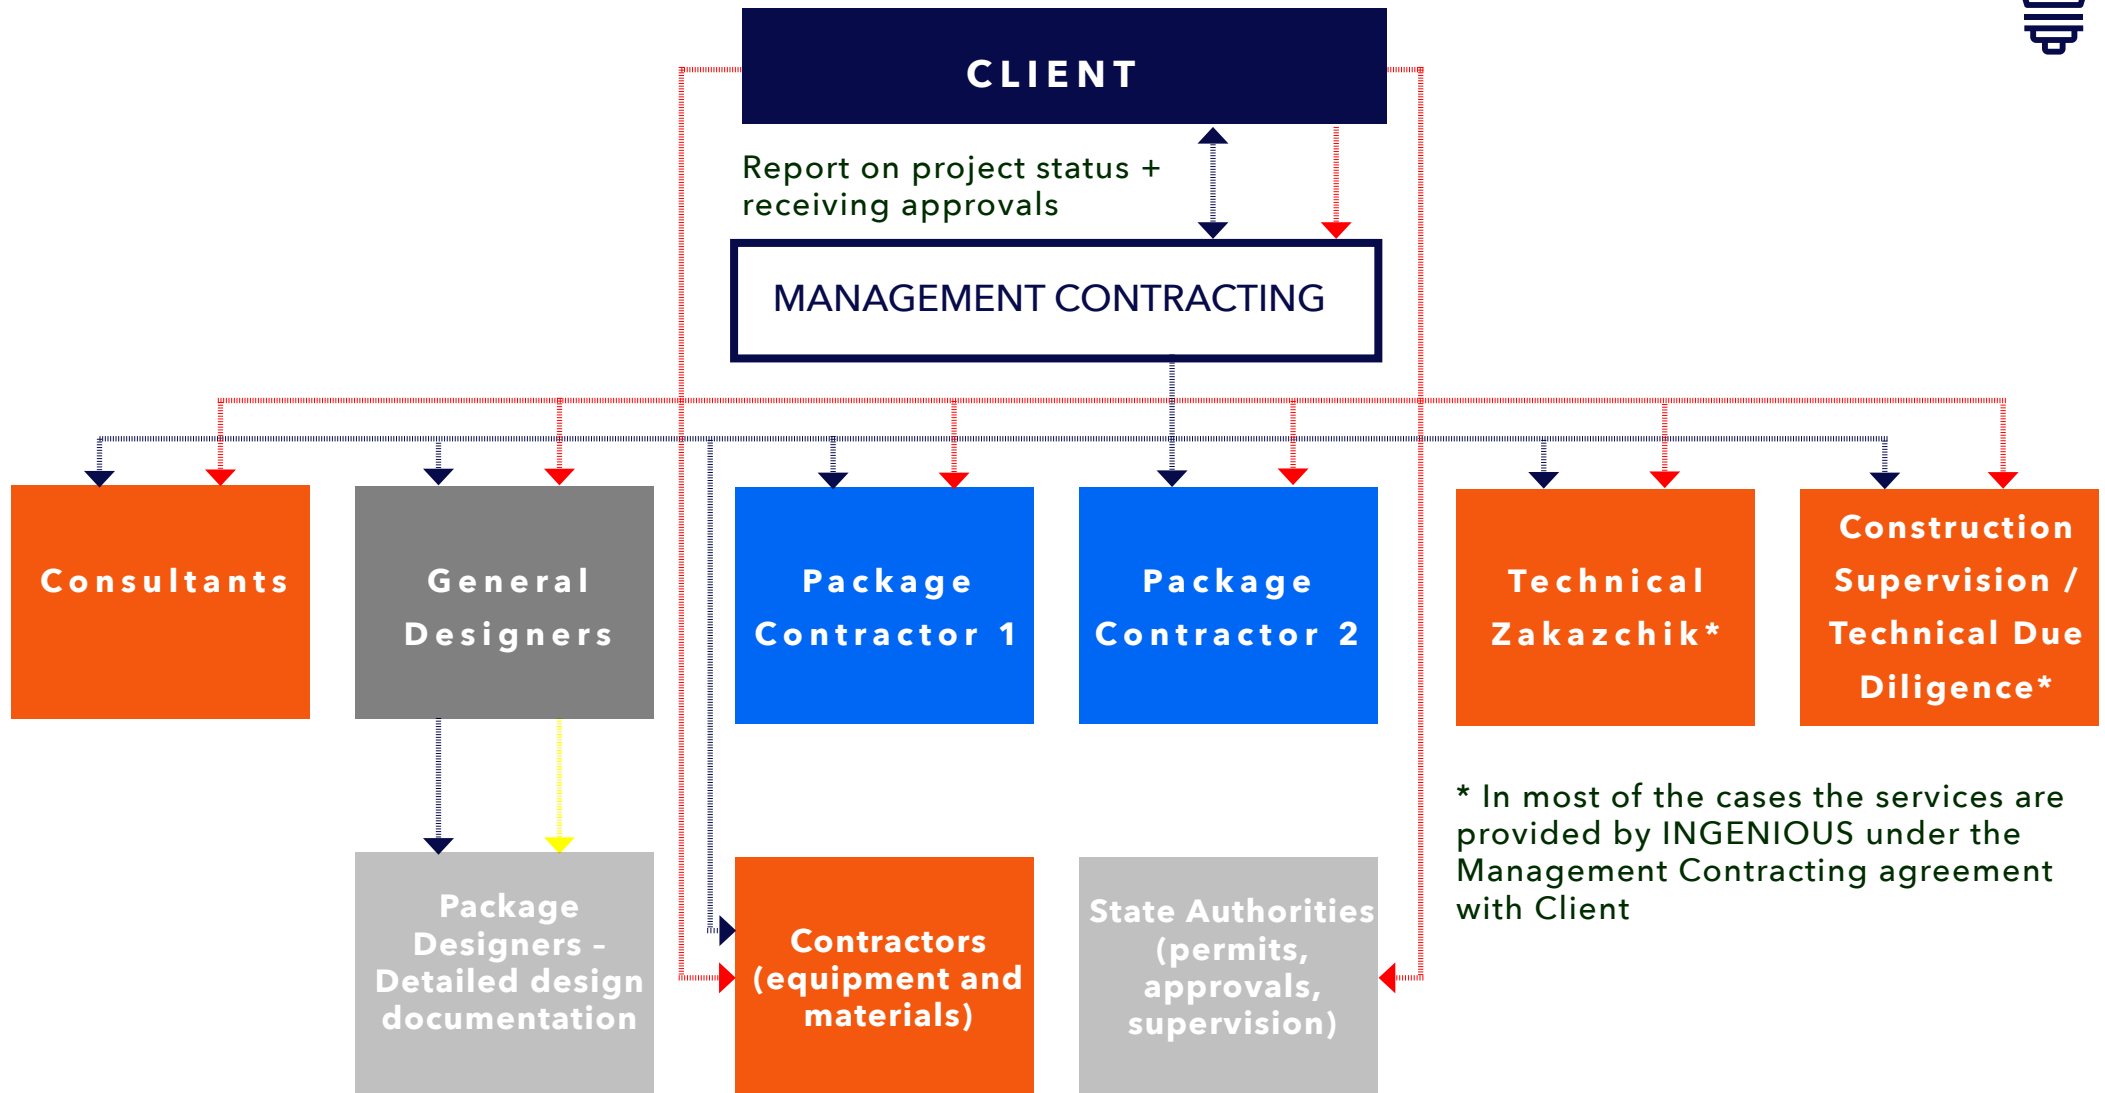 CLIENT
Report on project status +
receiving approvals
MANAGEMENT CONTRACTING
Consultants
General
Designers
Package
Contractor 1
Package
Contractor 2
Technical
Zakazchik*
Construction
Supervision /
Technical Due
Diligence*
* In most of the cases the services are
provided by INGENIOUS under the
Management Contracting agreement
with Client
Package
Designers –
Detailed design
documentation
Contractors
(equipment and
materials)
State Authorities
(permits,
approvals,
supervision)